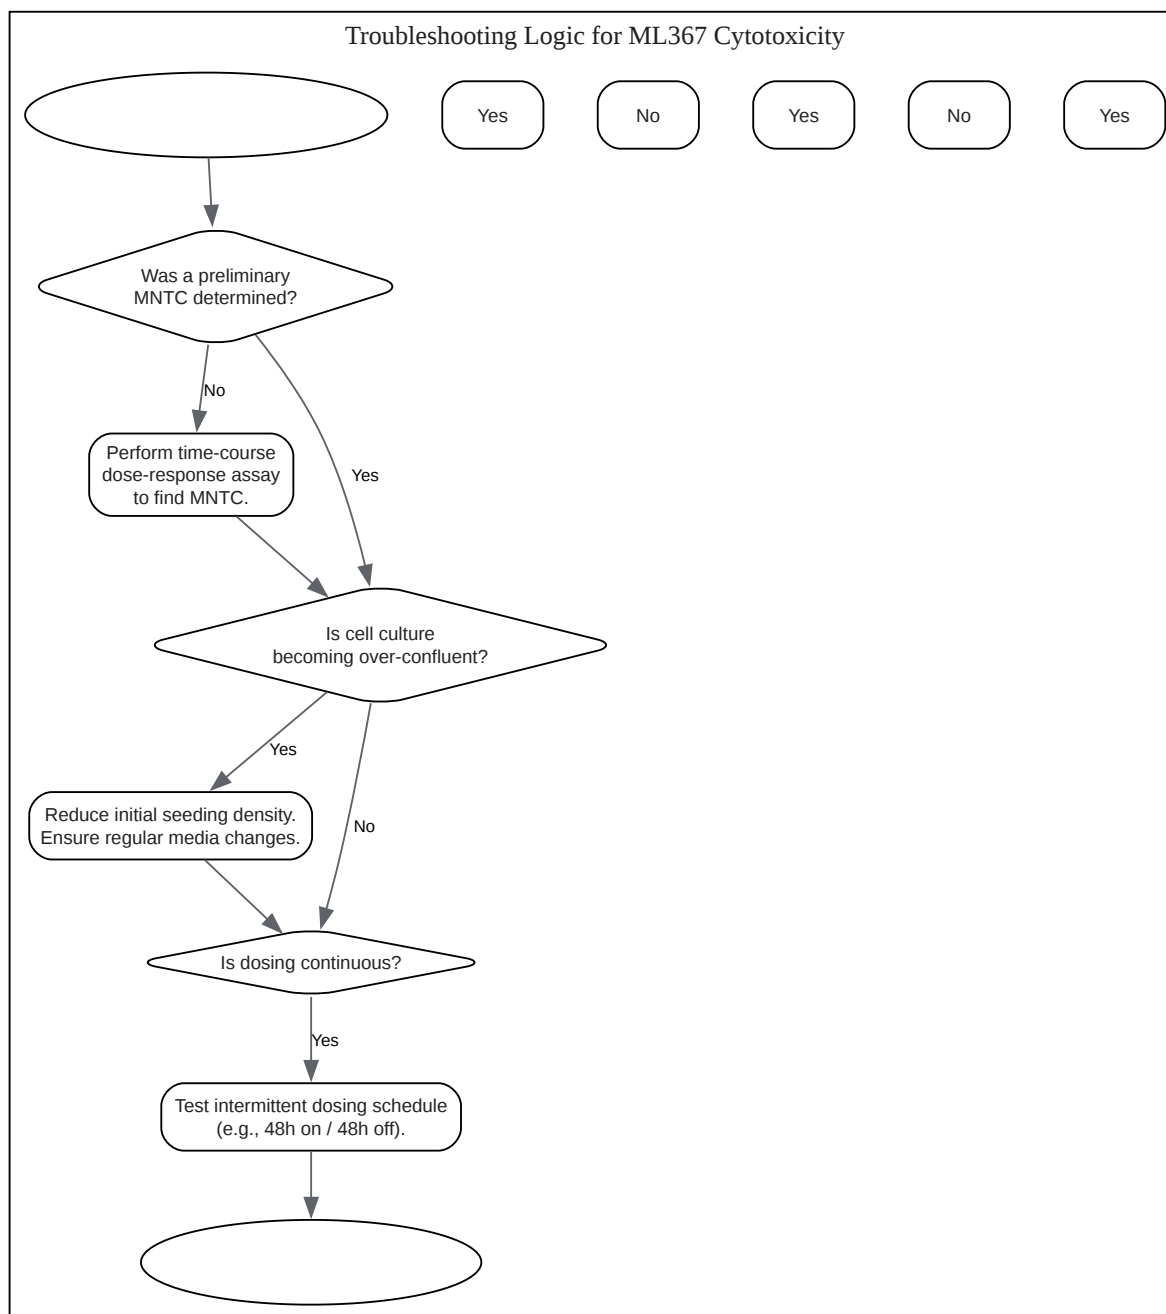 Troubleshooting Logic for ML367 Cytotoxicity
Yes
No
Yes
No
Yes
Was a preliminary
MNTC determined?
No
Perform time-course
dose-response assay
to find MNTC.
Yes
Is cell culture
becoming over-confluent?
Yes
Reduce initial seeding density.
Ensure regular media changes.
No
Is dosing continuous?
Yes
Test intermittent dosing schedule
(e.g., 48h on / 48h off).